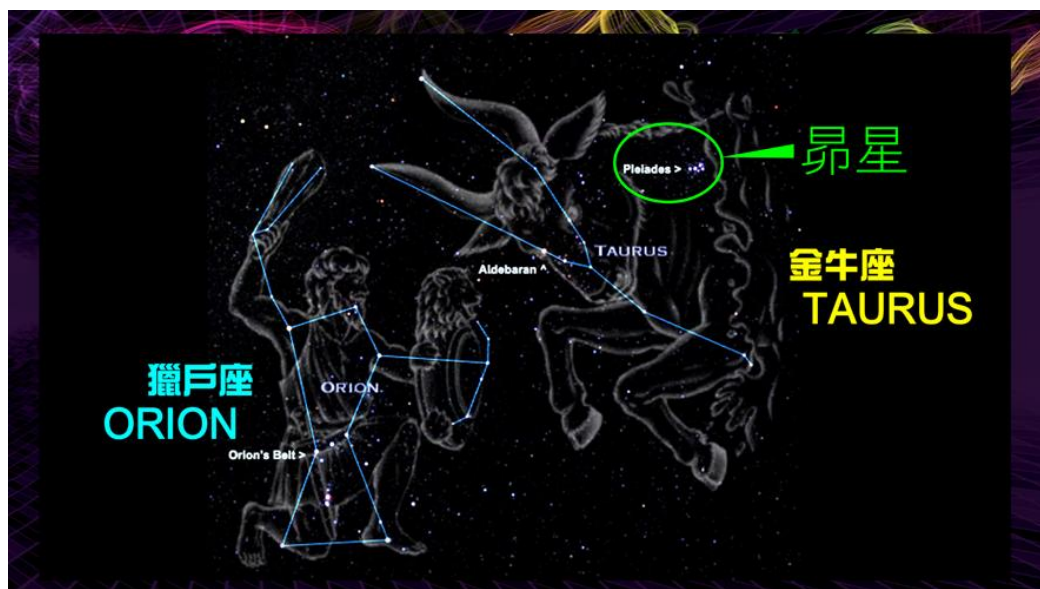 昴星
Pleiades >
TAURUS
Aldebaran ^
金牛座
TAURUS
獵戶座
ORION
ORION
Orion's Belt >